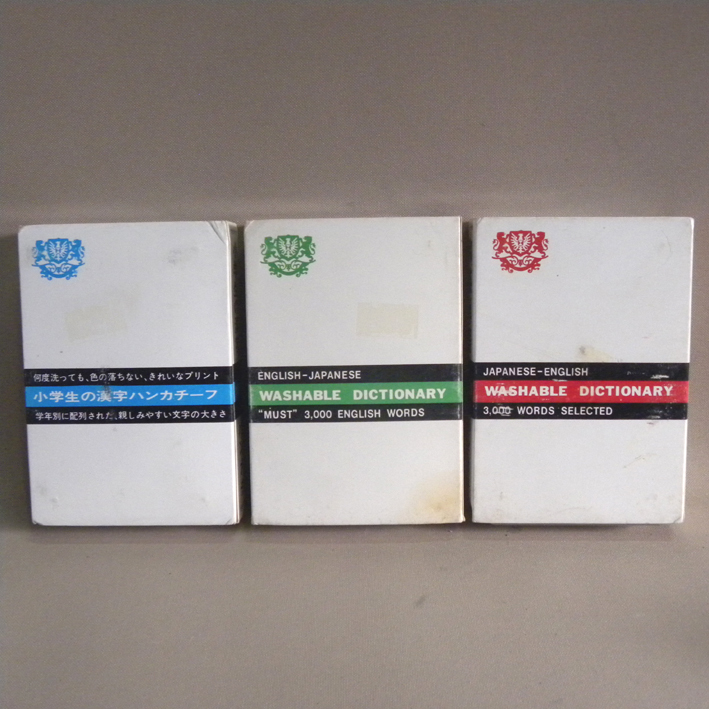 何度洗っても、色の落ちない、きれいなプリント
小学生の漢字ハンカチーフ
学年別に配列された、親しみやすい文字の大きさ
ENGLISH-JAPANESE
WASHABLE DICTIONARY
"MUST" 3,000 ENGLISH WORDS
JAPANESE-ENGLISH
WASHABLE DICTIONARY
3,000 WORDS SELECTED